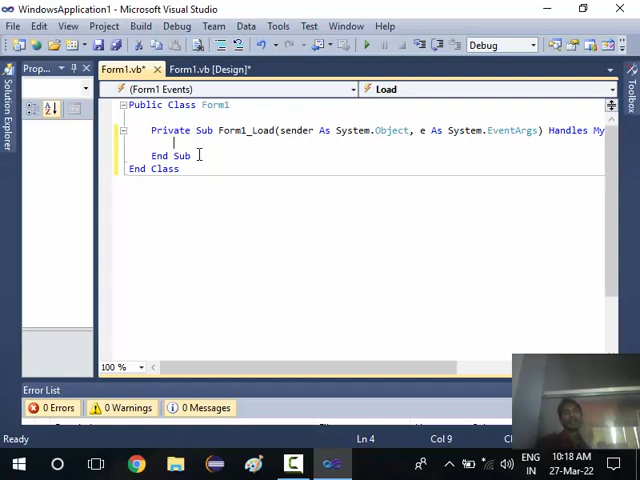 WindowsApplication1 - Microsoft Visual Studio
File Edit View Project Build Debug Team Data Tools Test Window Help
Debug
Solution Explorer
Prop...
Form1.vb*
Form1.vb [Design]*
Toolbox
(Form1 Events)
Load
Public Class Form1
Private Sub Form1_Load(sender As System.Object, e As System.EventArgs) Handles My
End Sub
End Class
100 %
Error List
0 Errors
0 Warnings
0 Messages
Ready
Ln 4
Col 9
ENG
IN
10:18 AM
27-Mar-22